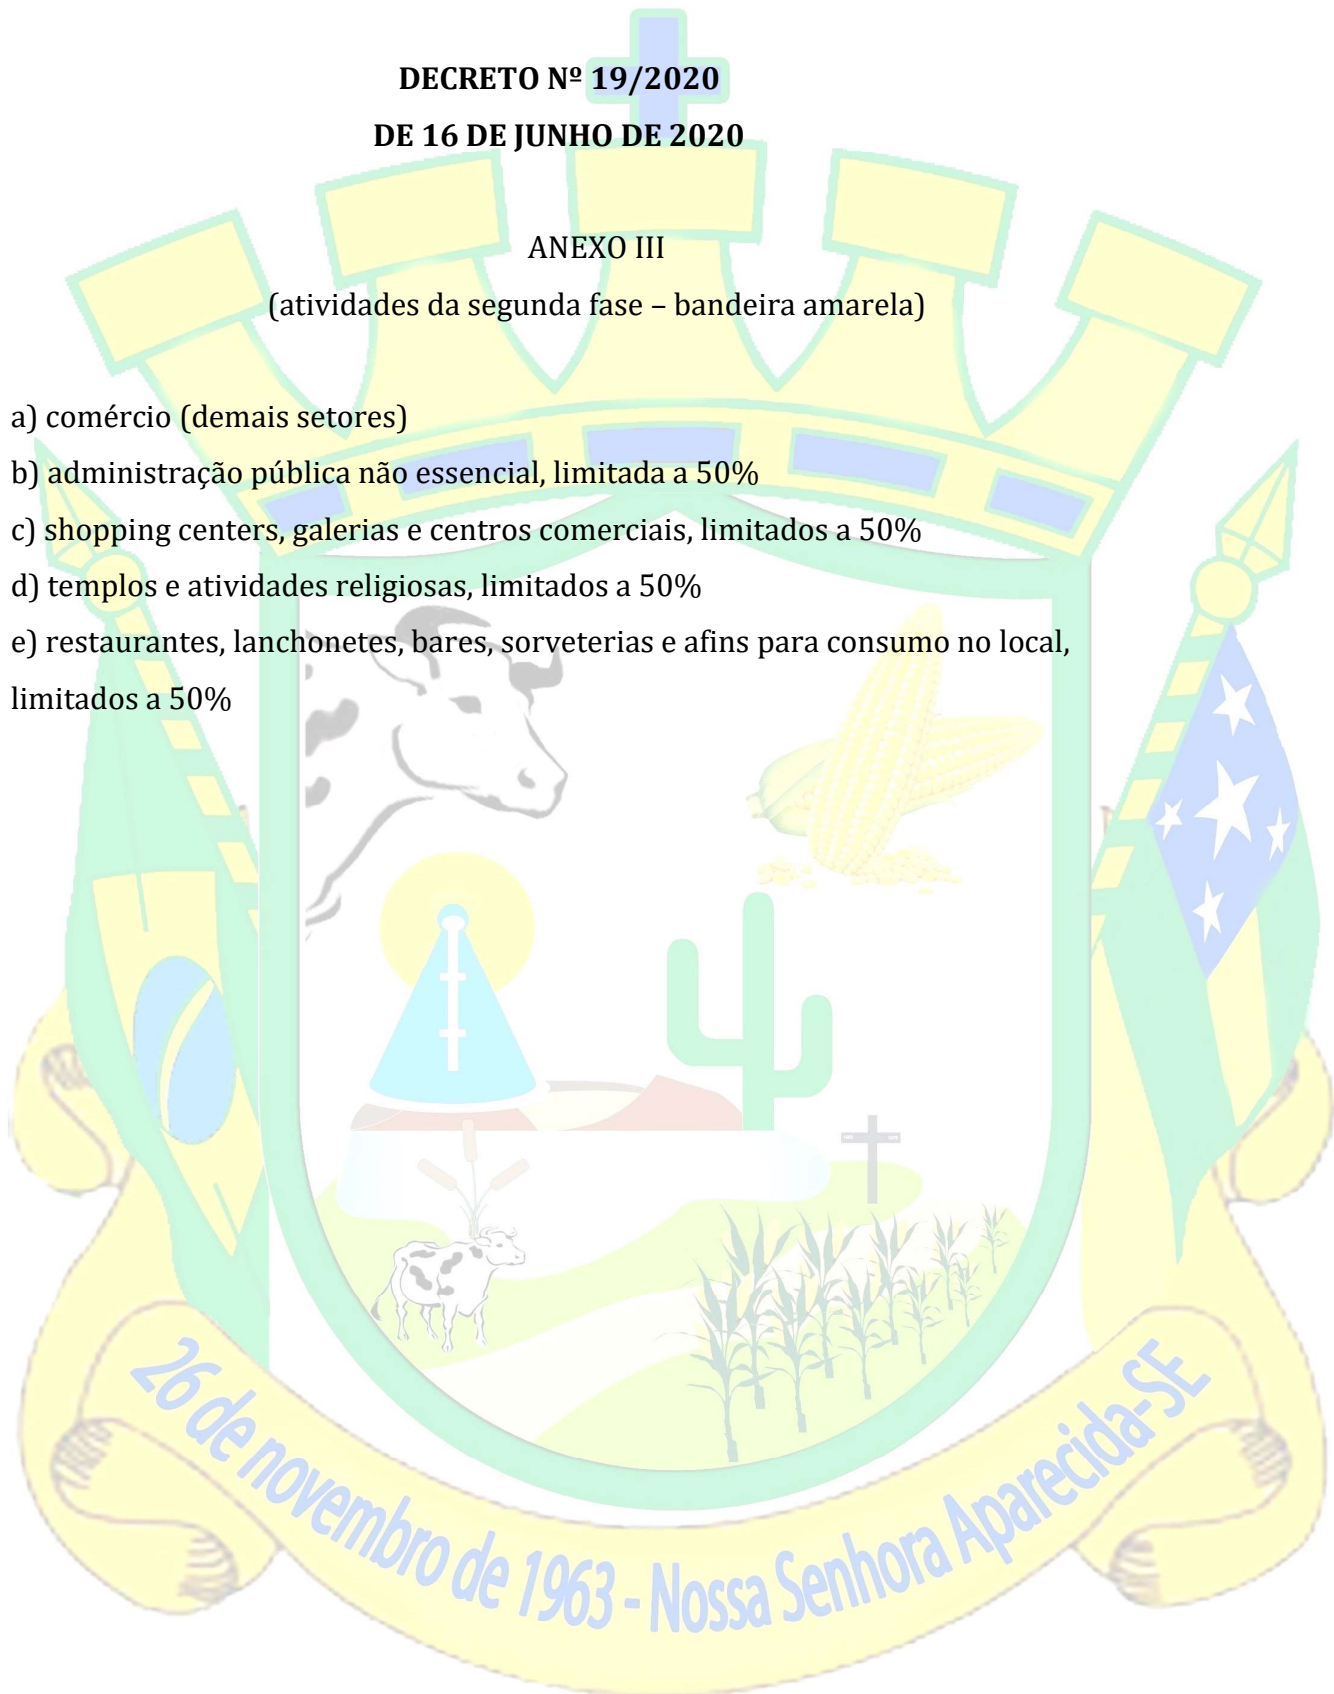 DECRETO Nº 19/2020
DE 16 DE JUNHO DE 2020
ANEXO III
(atividades da segunda fase – bandeira amarela)
a) comércio (demais setores)
b) administração pública não essencial, limitada a 50%
c) shopping centers, galerias e centros comerciais, limitados a 50%
d) templos e atividades religiosas, limitados a 50%
e) restaurantes, lanchonetes, bares, sorveterias e afins para consumo no local,
limitados a 50%
26 de novembro de 1963 - Nossa Senhora Aparecida-SE